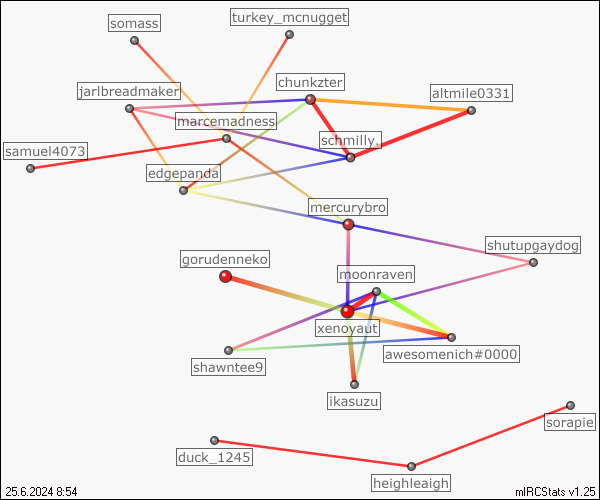 somass
turkey_mcnugget
chunkzter
jarlbreadmaker
altmile0331
marcemadness
schmilly.
samuel4073
edgepanda
mercurybro
shutupgaydog
gorudenneko
moonraven
xenoyaut
awesomenich#0000
shawntee9
ikasuzu
sorapie
duck_1245
heighleaigh
25.6.2024 8:54
mIRCStats v1.25